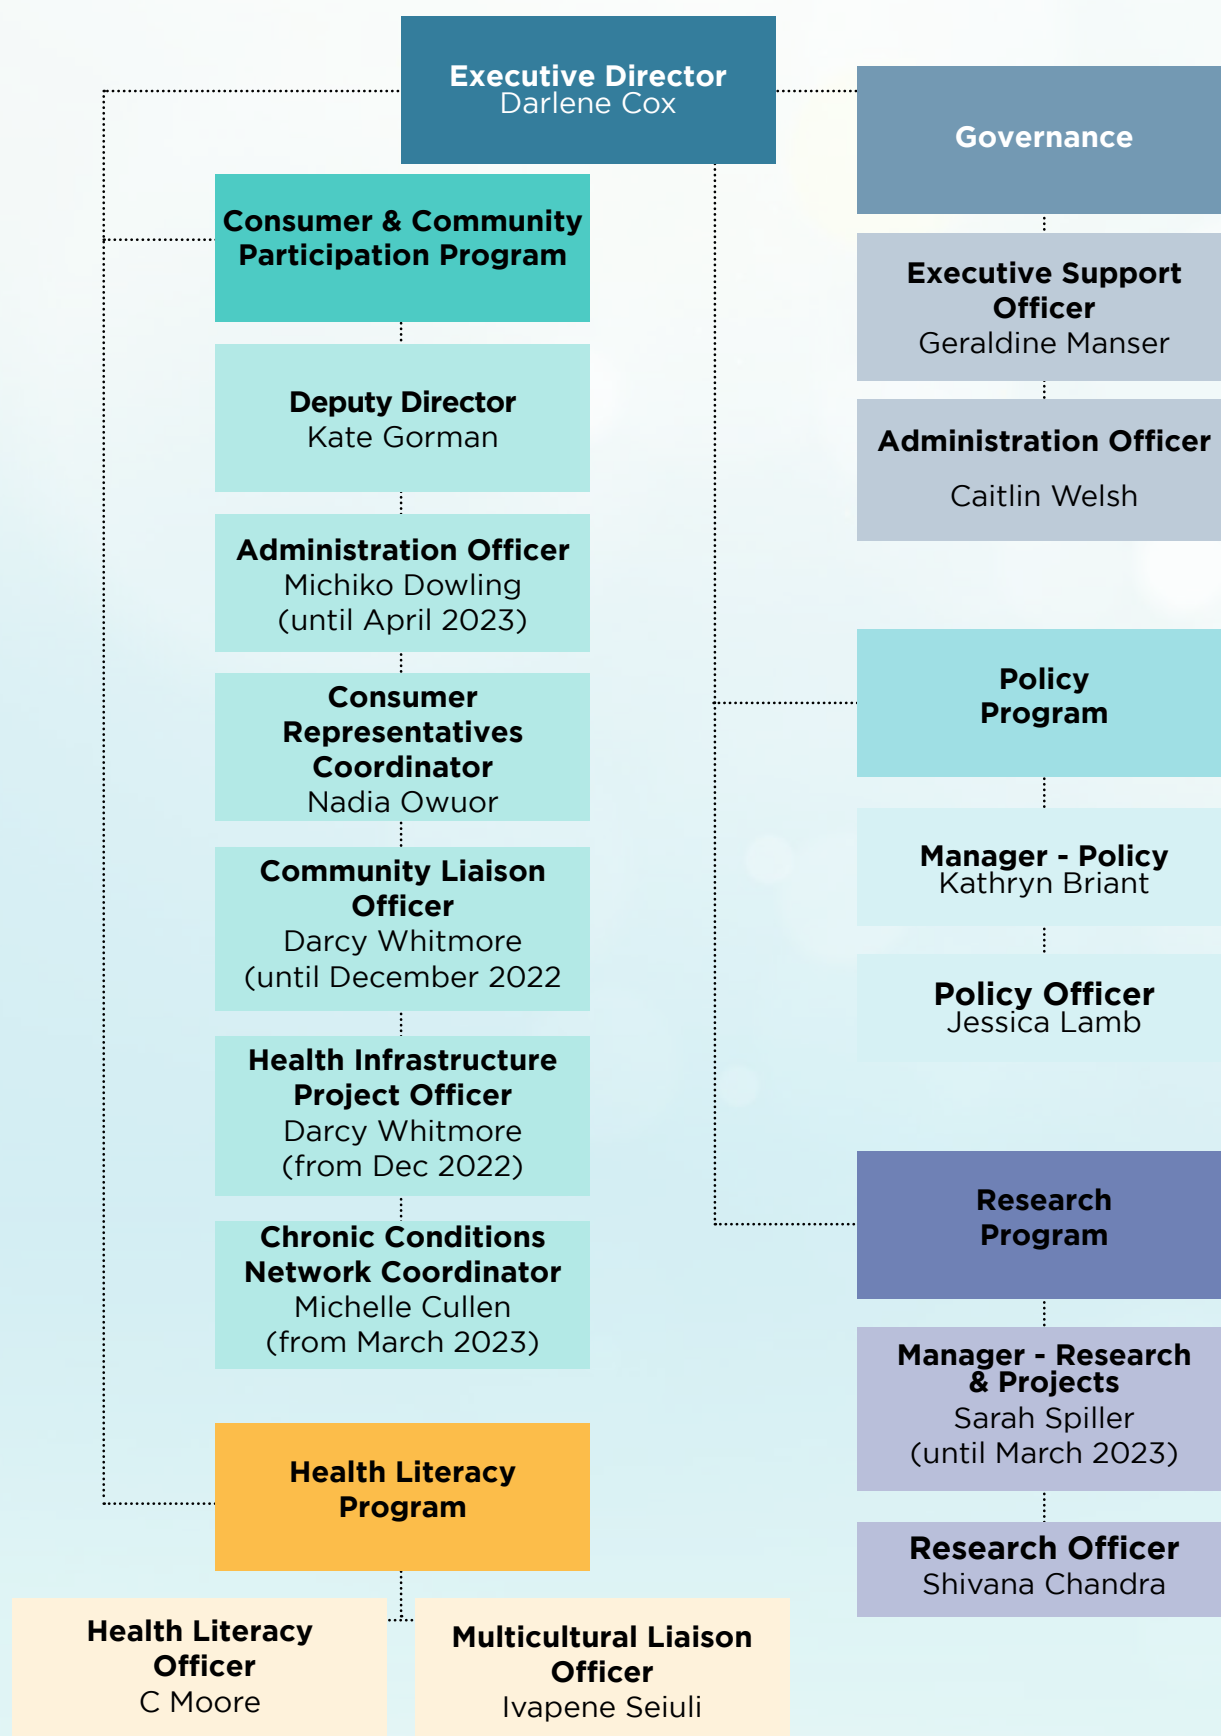 Executive Director
Darlene Cox
Governance
Executive Support
Officer
Geraldine Manser
Administration Officer
Caitlin Welsh
Consumer & Community
Participation Program
Deputy Director
Kate Gorman
Administration Officer
Michiko Dowling
(until April 2023)
Consumer
Representatives
Coordinator
Nadia Owuor
Community Liaison
Officer
Darcy Whitmore
(until December 2022
Health Infrastructure
Project Officer
Darcy Whitmore
(from Dec 2022)
Chronic Conditions
Network Coordinator
Michelle Cullen
(from March 2023)
Policy
Program
Manager - Policy
Kathryn Briant
Policy Officer
Jessica Lamb
Research
Program
Manager - Research
& Projects
Sarah Spiller
(until March 2023)
Research Officer
Shivana Chandra
Health Literacy
Program
Health Literacy
Officer
C Moore
Multicultural Liaison
Officer
Ivapene Seiuli